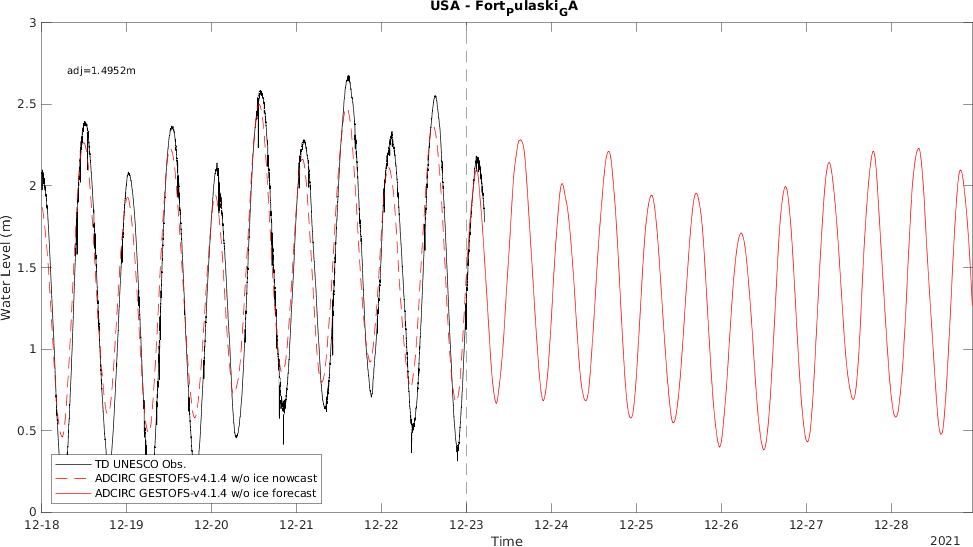 USA - FortPulaskiGA
adj=1.4952m
3
2.5
2
1.5
1
0.5
0
Water Level (m)
TD UNESCO Obs.
ADCIRC GESTOFS-v4.1.4 w/o ice nowcast
ADCIRC GESTOFS-v4.1.4 w/o ice forecast
12-18 12-19 12-20 12-21 12-22 12-23 12-24 12-25 12-26 12-27 12-28
Time
2021